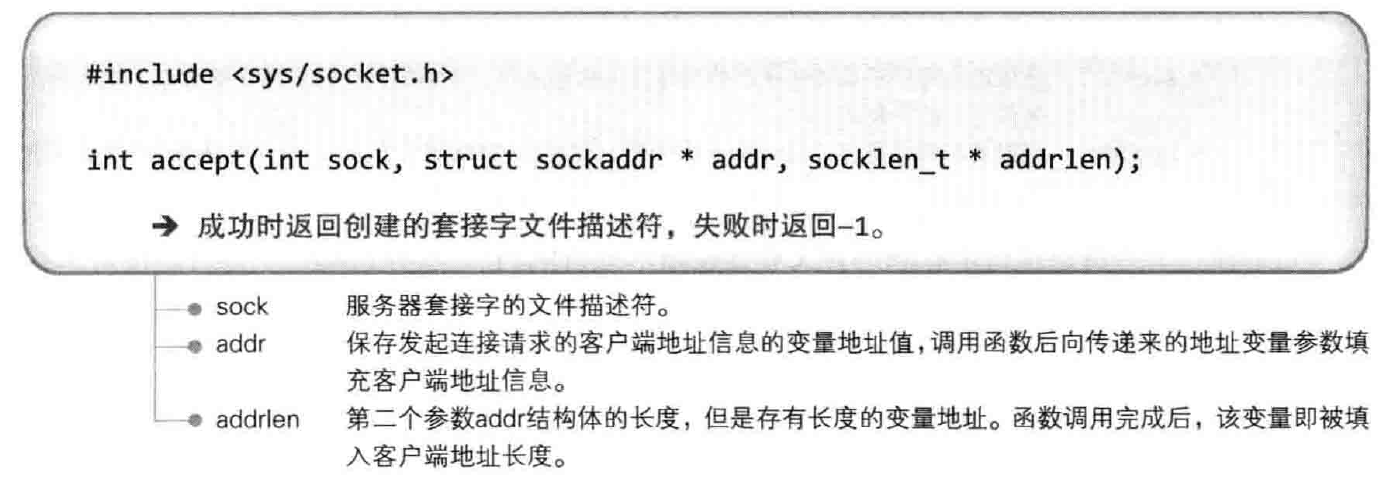 #include <sys/socket.h>
int accept(int sock, struct sockaddr * addr, socklen_t * addrlen);
➔ 成功时返回创建的套接字文件描述符，失败时返回–1。
sock 服务器套接字的文件描述符。
addr 保存发起连接请求的客户端地址信息的变量地址值，调用函数后向传递来的地址变量参数填
充客户端地址信息。
addrlen 第二个参数addr结构体的长度，但是存有长度的变量地址。函数调用完成后，该变量即被填
入客户端地址长度。